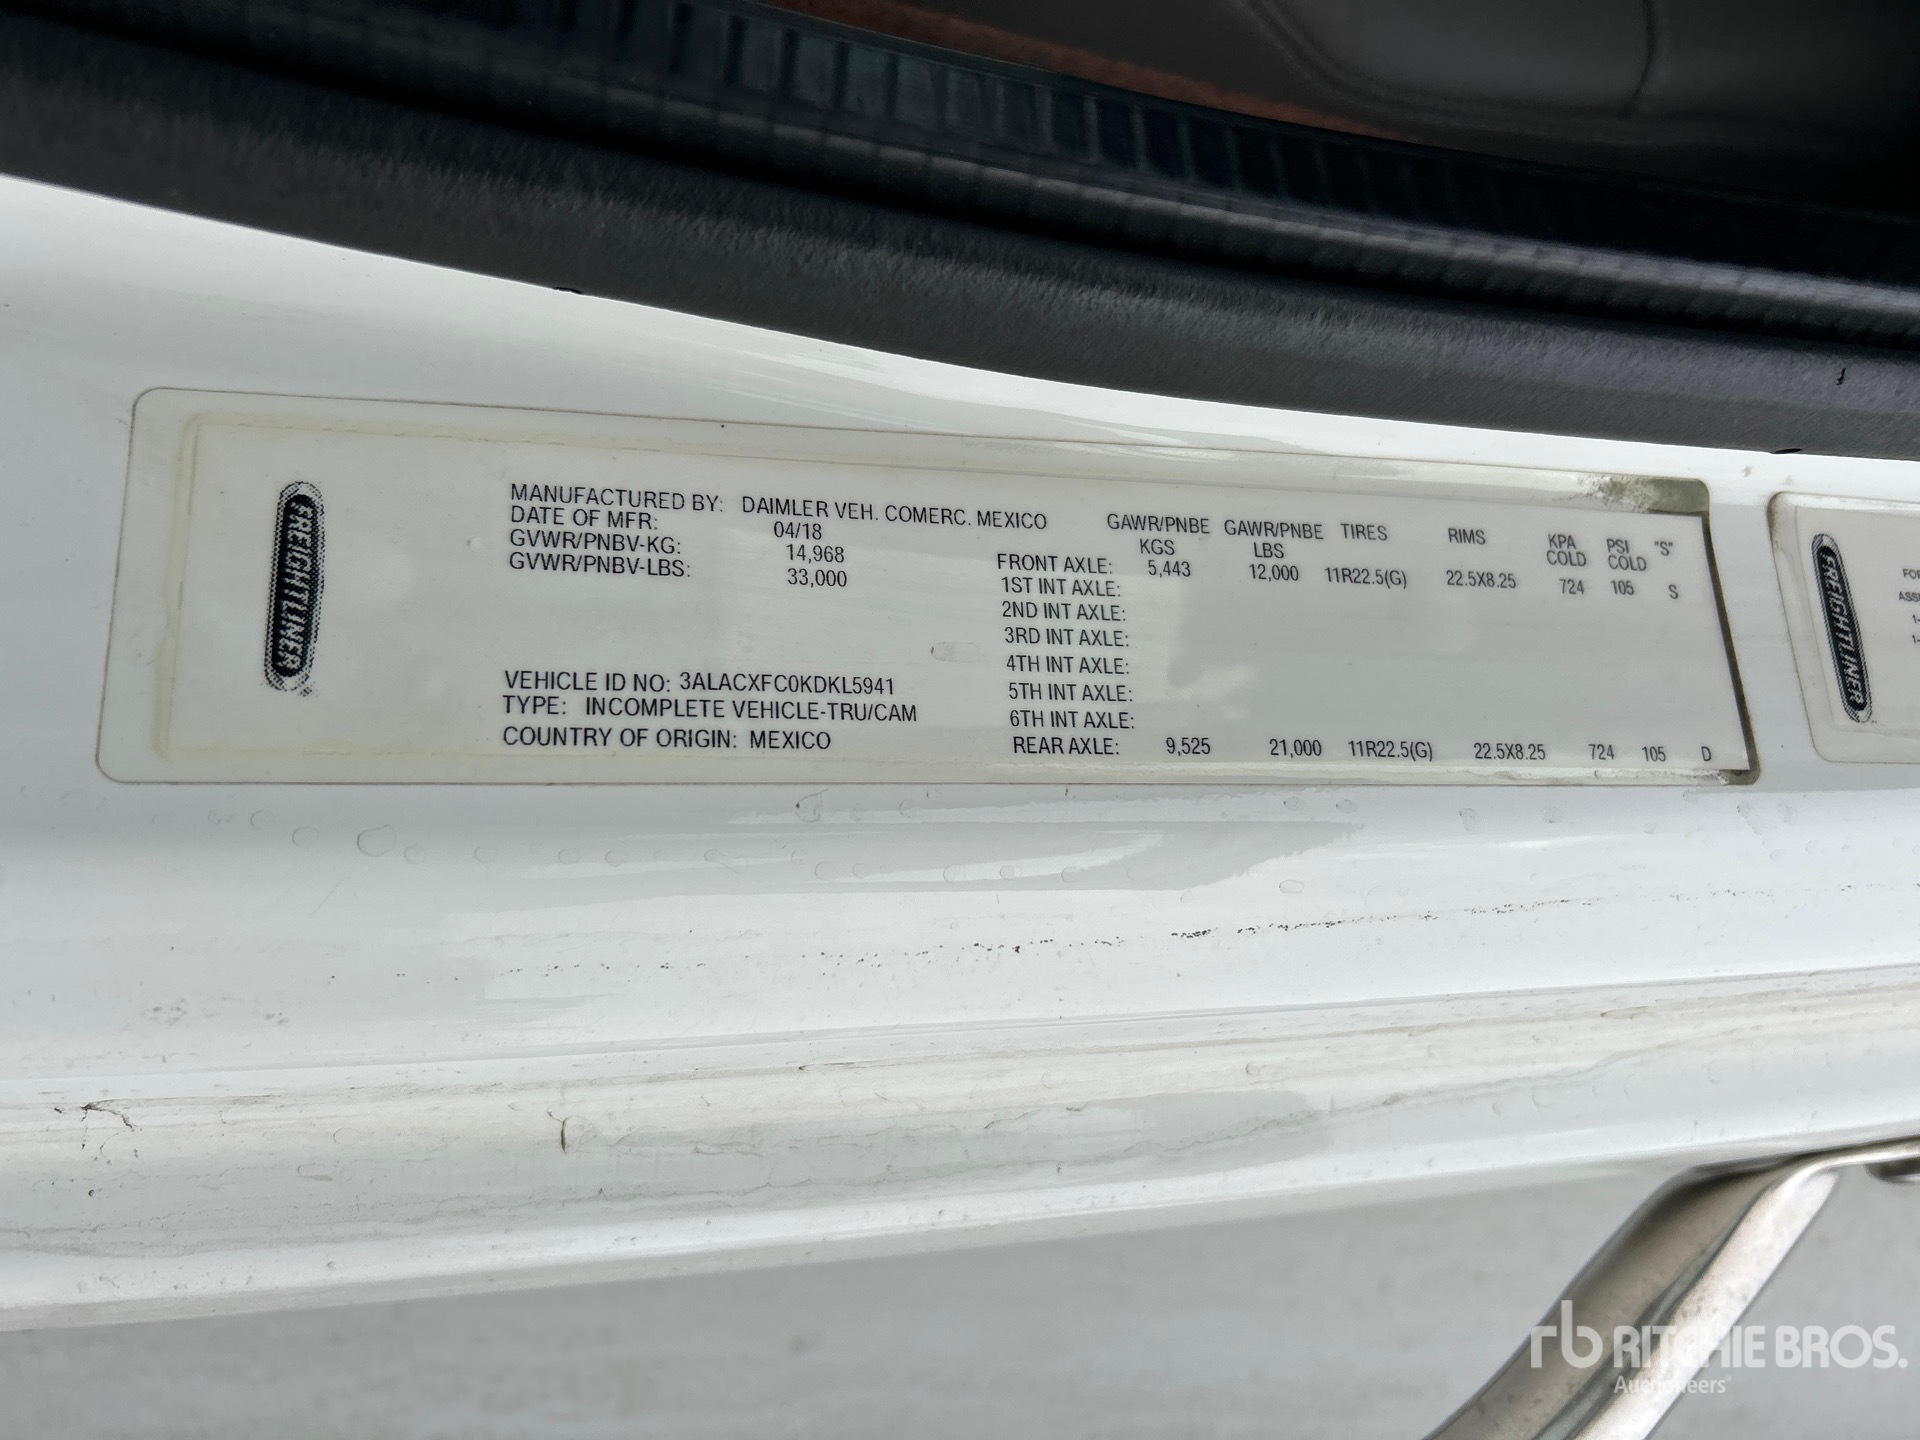 FREIGHTLINER
MANUFACTURED BY: DAIMLER VEH. COMERC. MEXICO
DATE OF MFR: 04/18
GVWR/PNBV-KG: 14,968
GVWR/PNBV-LBS: 33,000
VEHICLE ID NO: 3ALACXFC0KDKL5941
TYPE: INCOMPLETE VEHICLE-TRU/CAM
COUNTRY OF ORIGIN: MEXICO
GAWR/PNBE KGS GAWR/PNBE LBS TIRES RIMS KPA COLD PSI COLD "S"
FRONT AXLE: 5,443 12,000 11R22.5(G) 22.5X8.25 724 105 S
1ST INT AXLE:
2ND INT AXLE:
3RD INT AXLE:
4TH INT AXLE:
5TH INT AXLE:
6TH INT AXLE:
REAR AXLE: 9,525 21,000 11R22.5(G) 22.5X8.25 724 105 D
FREIGHTLINER
rb RITCHIE BROS.
Auctioneers